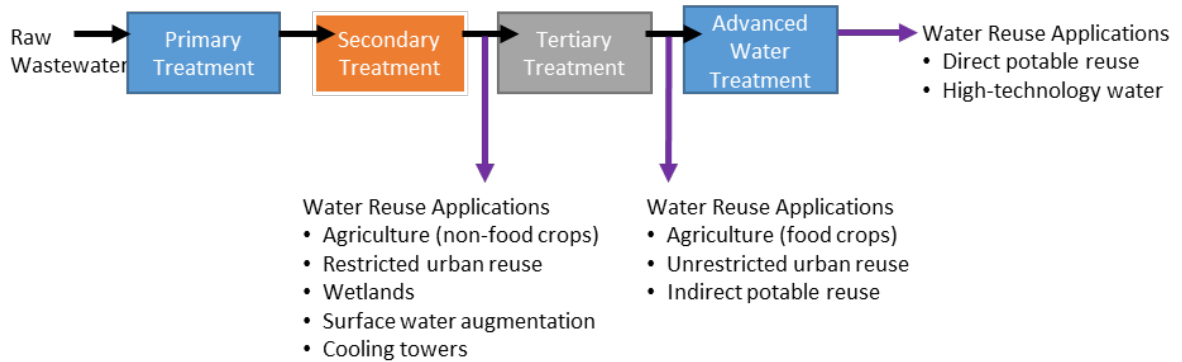 Raw
Wastewater
Primary
Treatment
Secondary
Treatment
Tertiary
Treatment
Advanced
Water
Treatment
Water Reuse Applications
• Direct potable reuse
• High-technology water
Water Reuse Applications
• Agriculture (non-food crops)
• Restricted urban reuse
• Wetlands
• Surface water augmentation
• Cooling towers
Water Reuse Applications
• Agriculture (food crops)
• Unrestricted urban reuse
• Indirect potable reuse